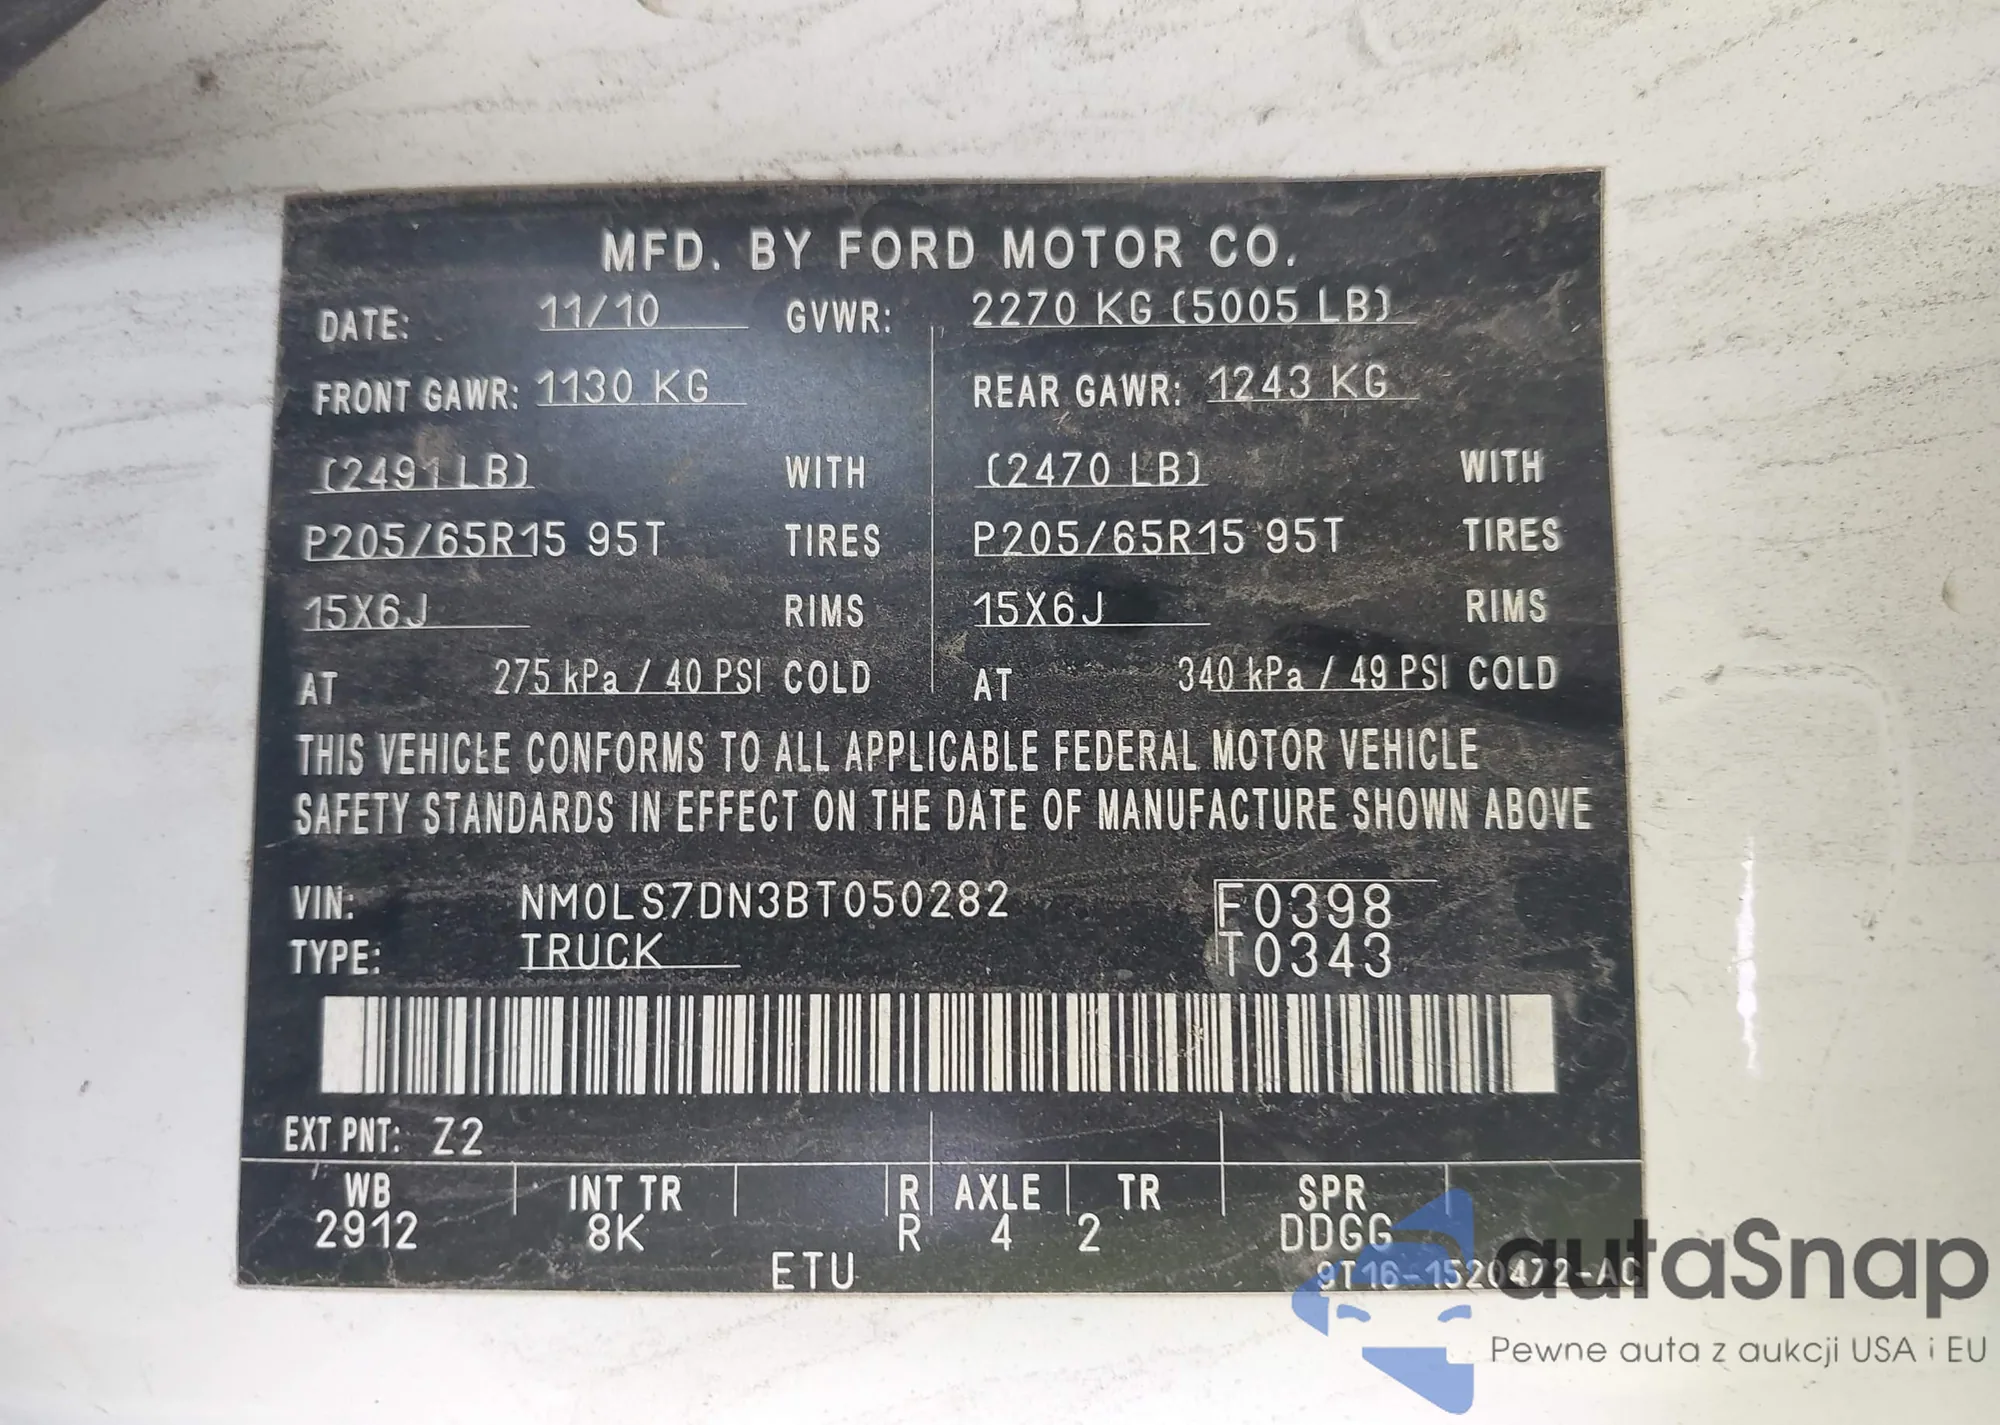 MFD. BY FORD MOTOR CO.
DATE: 11/10 GVWR: 2270 KG (5005 LB)
FRONT GAWR: 1130 KG REAR GAWR: 1243 KG
(2491 LB) WITH (2470 LB) WITH
P205/65R15 95T TIRES P205/65R15 95T TIRES
15X6J RIMS 15X6J RIMS
AT 275 kPa / 40 PSI COLD AT 340 kPa / 49 PSI COLD
THIS VEHICLE CONFORMS TO ALL APPLICABLE FEDERAL MOTOR VEHICLE
SAFETY STANDARDS IN EFFECT ON THE DATE OF MANUFACTURE SHOWN ABOVE
VIN: NM0LS7DN3BT050282 F0398
TYPE: TRUCK T0343
EXT PNT: Z2
WB INT TR R AXLE TR SPR
2912 8K R 4 2 DDGG
ETU 9T16-1520472-AC
autaSnap
Pewne auta z aukcji USA i EU